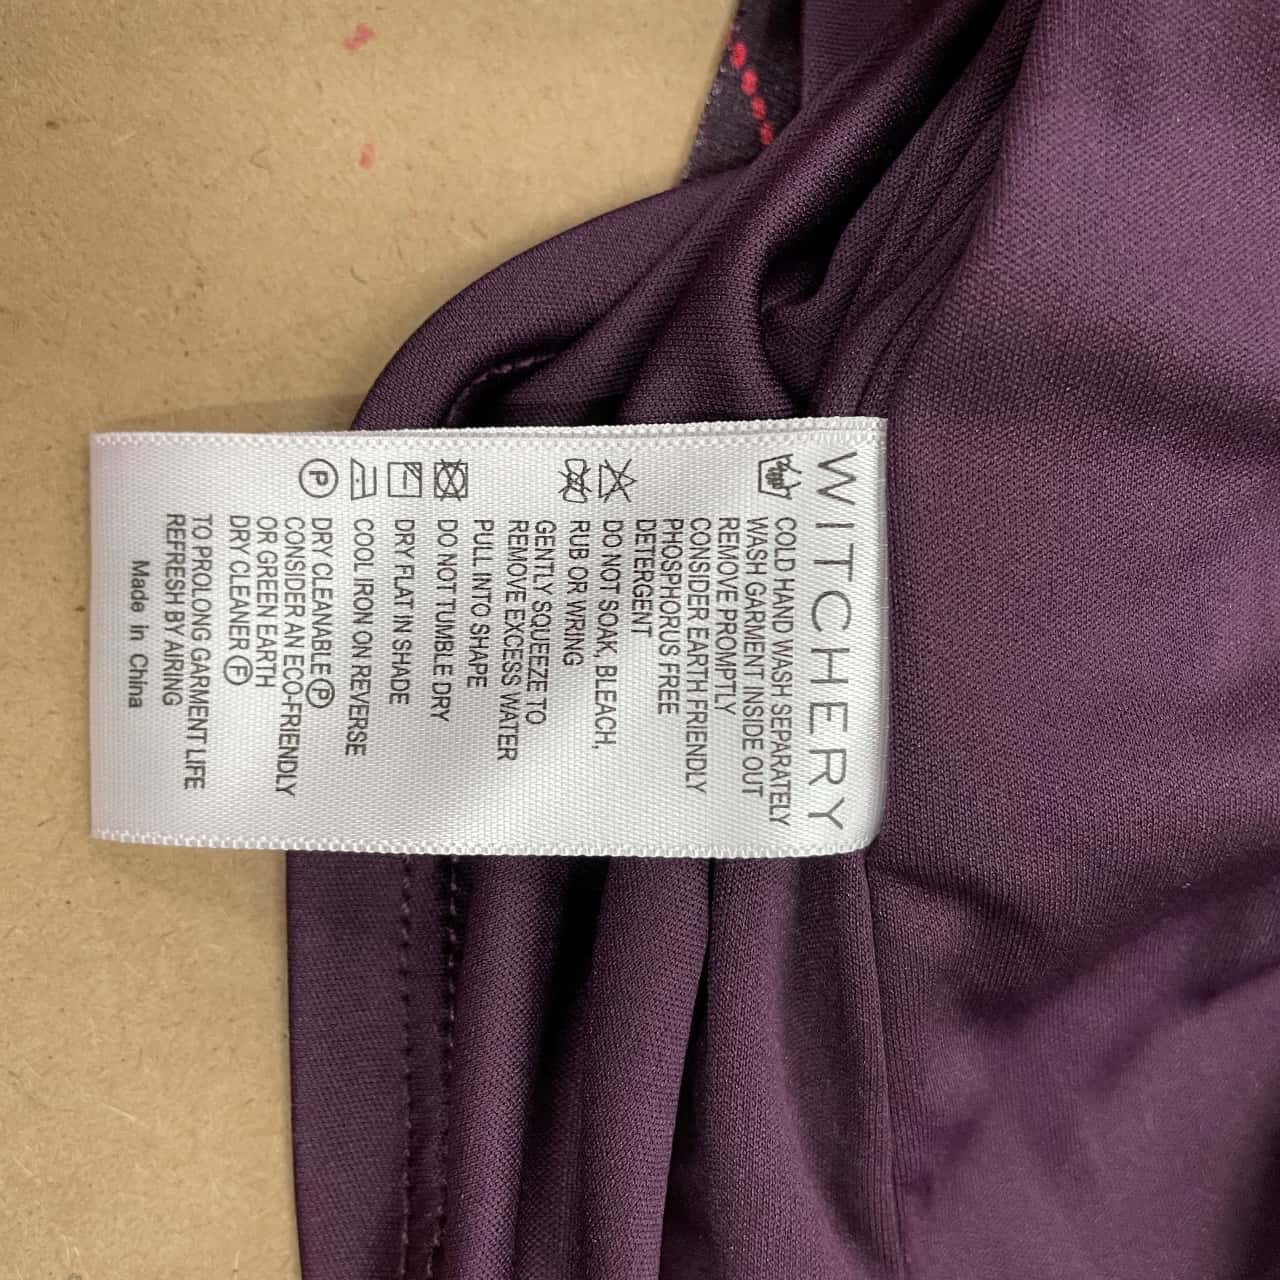 WITCHERY
COLD HAND WASH SEPARATELY
WASH GARMENT INSIDE OUT
REMOVE PROMPTLY
CONSIDER EARTH FRIENDLY
PHOSPHORUS FREE
DETERGENT
DO NOT SOAK, BLEACH,
RUB OR WRING
GENTLY SQUEEZE TO
REMOVE EXCESS WATER
PULL INTO SHAPE
DO NOT TUMBLE DRY
DRY FLAT IN SHADE
COOL IRON ON REVERSE
P DRY CLEANABLE P
CONSIDER AN ECO-FRIENDLY
OR GREEN EARTH
DRY CLEANER F
TO PROLONG GARMENT LIFE
REFRESH BY AIRING
Made in China